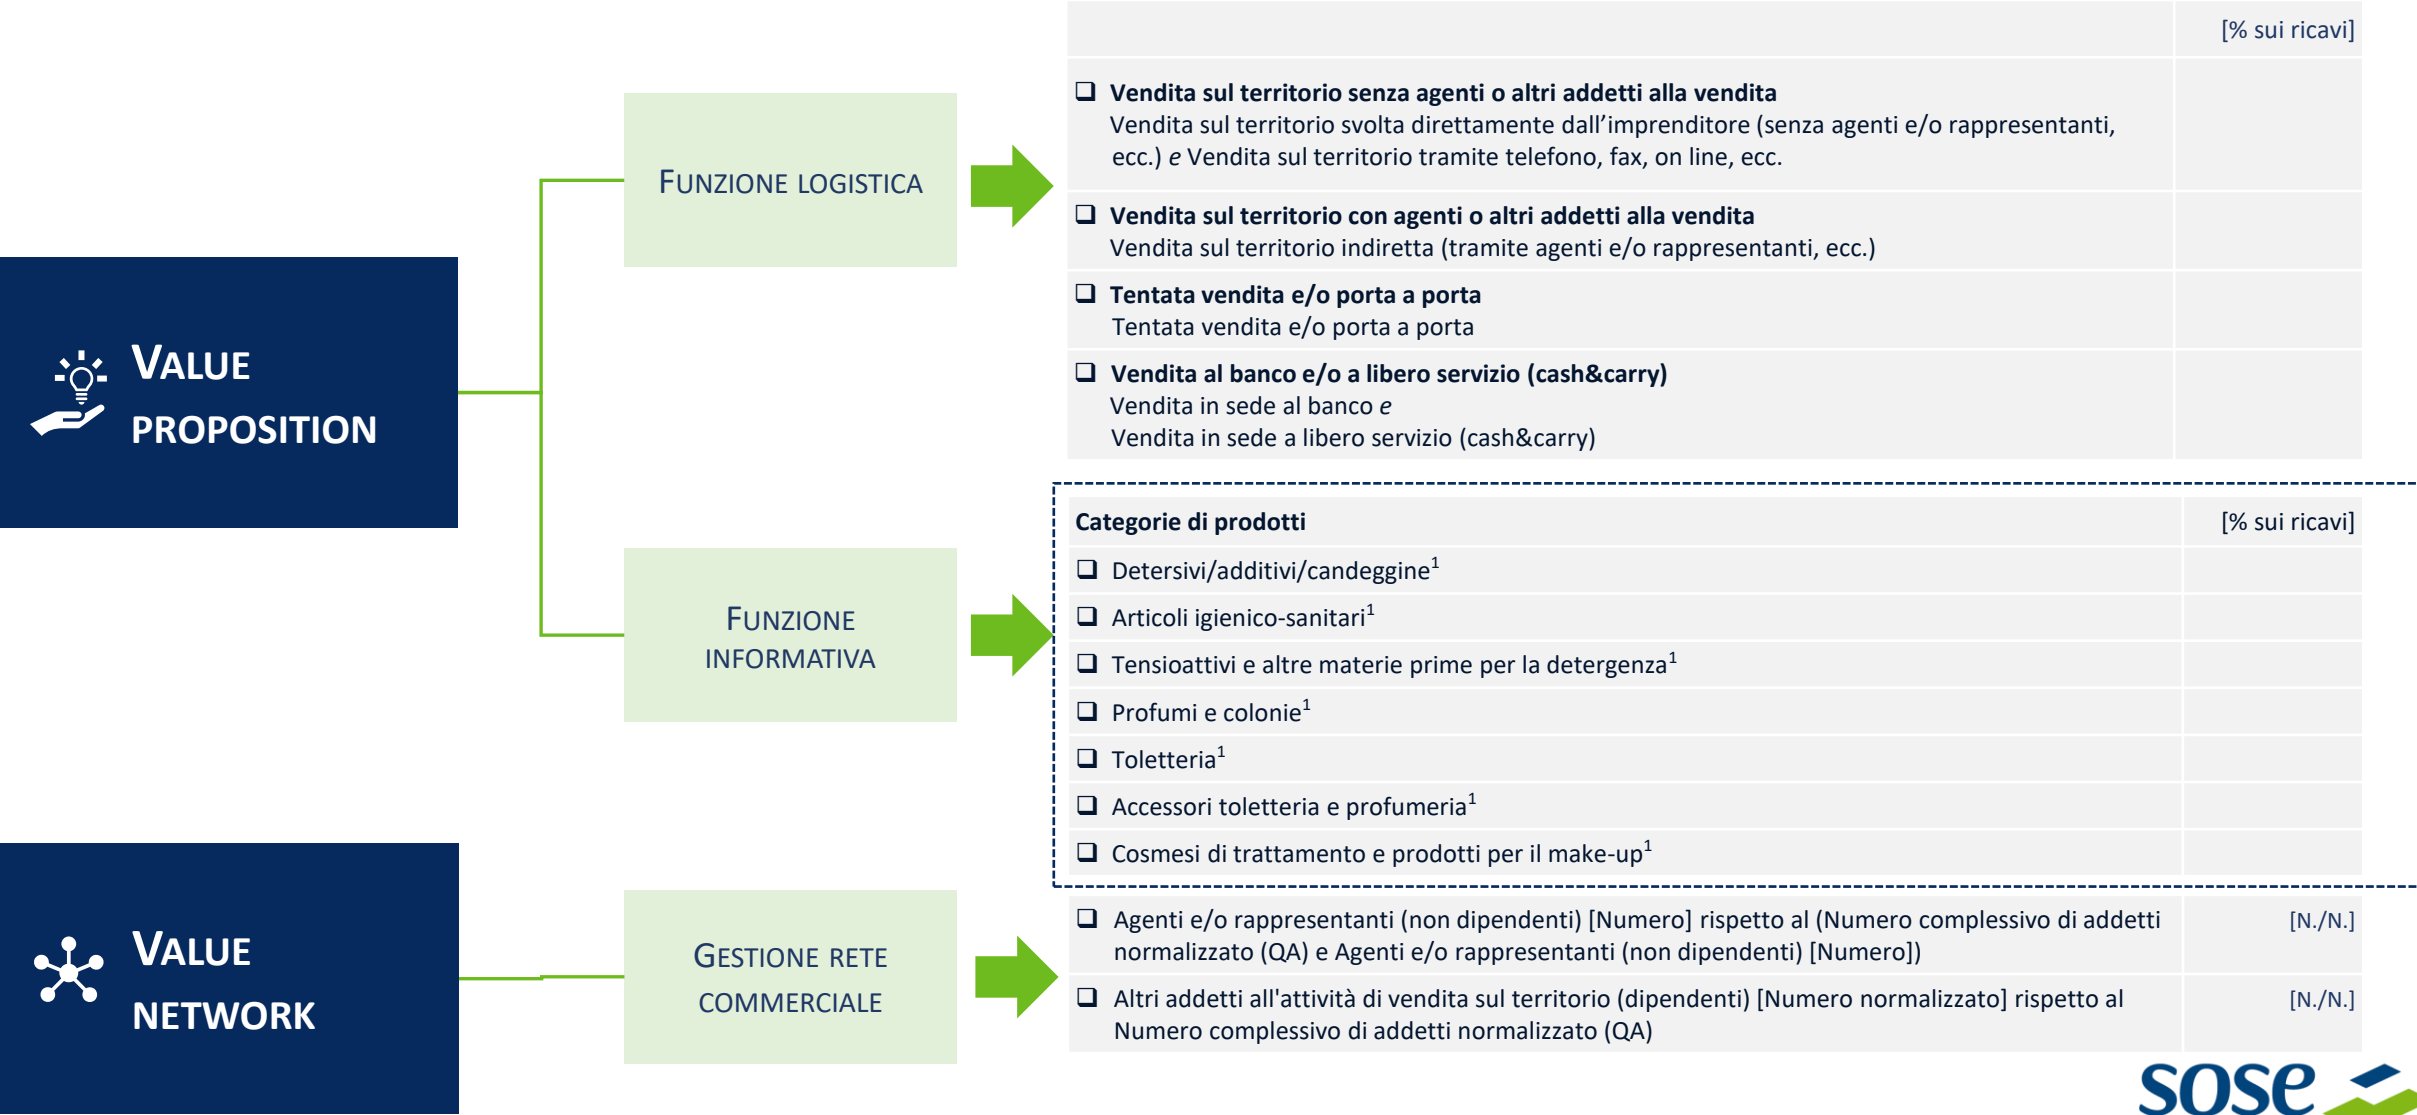 VALUE
PROPOSITION
FUNZIONE LOGISTICA
[% sui ricavi]
❑ Vendita sul territorio senza agenti o altri addetti alla vendita
Vendita sul territorio svolta direttamente dall’imprenditore (senza agenti e/o rappresentanti,
ecc.) e Vendita sul territorio tramite telefono, fax, on line, ecc.
❑ Vendita sul territorio con agenti o altri addetti alla vendita
Vendita sul territorio indiretta (tramite agenti e/o rappresentanti, ecc.)
❑ Tentata vendita e/o porta a porta
Tentata vendita e/o porta a porta
❑ Vendita al banco e/o a libero servizio (cash&carry)
Vendita in sede al banco e
Vendita in sede a libero servizio (cash&carry)
FUNZIONE
INFORMATIVA
Categorie di prodotti [% sui ricavi]
❑ Detersivi/additivi/candeggine¹
❑ Articoli igienico-sanitari¹
❑ Tensioattivi e altre materie prime per la detergenza¹
❑ Profumi e colonie¹
❑ Toletteria¹
❑ Accessori toletteria e profumeria¹
❑ Cosmesi di trattamento e prodotti per il make-up¹
VALUE
NETWORK
GESTIONE RETE
COMMERCIALE
❑ Agenti e/o rappresentanti (non dipendenti) [Numero] rispetto al (Numero complessivo di addetti [N./N.]
normalizzato (QA) e Agenti e/o rappresentanti (non dipendenti) [Numero])
❑ Altri addetti all'attività di vendita sul territorio (dipendenti) [Numero normalizzato] rispetto al [N./N.]
Numero complessivo di addetti normalizzato (QA)
sose